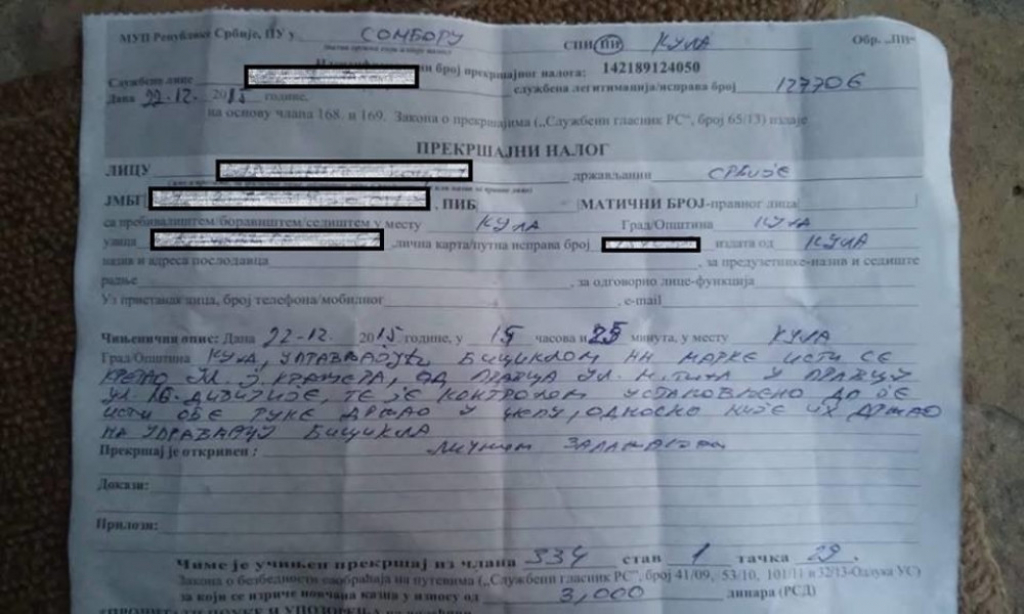 МУП Републике Србије, ПУ у СОМБОРУ СПИ/ПИ КУЛА Обр. „ПН“
број прекршајног налога: 142189124050
Службено лице службена легитимација/исправа број 127706
Дана 22.12. 2015 године,
на основу члана 168. и 169. Закона о прекршајима („Службени гласник РС“, број 65/13) издаје
ПРЕКРШАЈНИ НАЛОГ
ЛИЦУ држављанин СРБИЈЕ
ЈМБГ , ПИБ МАТИЧНИ БРОЈ-правног лица
са пребивалиштем/боравиштем/седиштем у месту КУЛА Град/Општина КУЛА
улица , лична карта/путна исправа број издата од КУЛА
назив и адреса послодавца , за предузетнике-назив и седиште
радње , за одговорно лице-функција
Уз пристанак лица, број телефона/мобилног , e-mail
Чињенични опис: Дана 22.12. 2015 године, у 15 часова и 25 минута, у месту КУЛА
Град/Општина КУЛА, БИЦИКЛОМ НА МАРКЕ ИСТИ СЕ
КРЕТАО УЛ. Ј. КРАМЕРА, ОД ПРАВЦА УЛ. У ПРАВЦУ
УЛ. 16. ДИВИЗИЈЕ, ТЕ ЈЕ КОНТРОЛОМ УСТАНОВЉЕНО ДА ЈЕ
ИСТИ ОБЕ РУКЕ ДРЖАО У ЏЕПУ, ОДНОСНО НИЈЕ ИХ ДРЖАО
НА УПРАВЉАЧУ БИЦИКЛА
Прекршај је откривен : ЛИЧНИМ ЗАПАЖАЊЕМ
Докази:
Прилози:
Чиме је учињен прекршај из члана 334 став 1 тачка 29.
Закона о безбедности саобраћаја на путевима („Службени гласник РС“, број 41/09, 53/10, 101/11 и 32/13-Одлука УС)
за који се изриче новчана казна у износу од 3,000 динара (РСД)